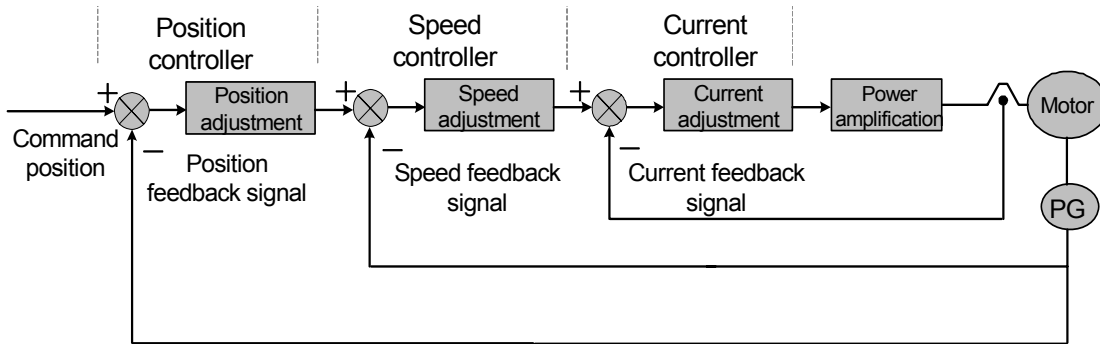 Position
controller
Speed
controller
Current
controller
+
Position
adjustment
+
Speed
adjustment
+
Current
adjustment
Power
amplification
Motor
Command
position
−
Position
feedback signal
−
Speed feedback
signal
−
Current feedback
signal
PG